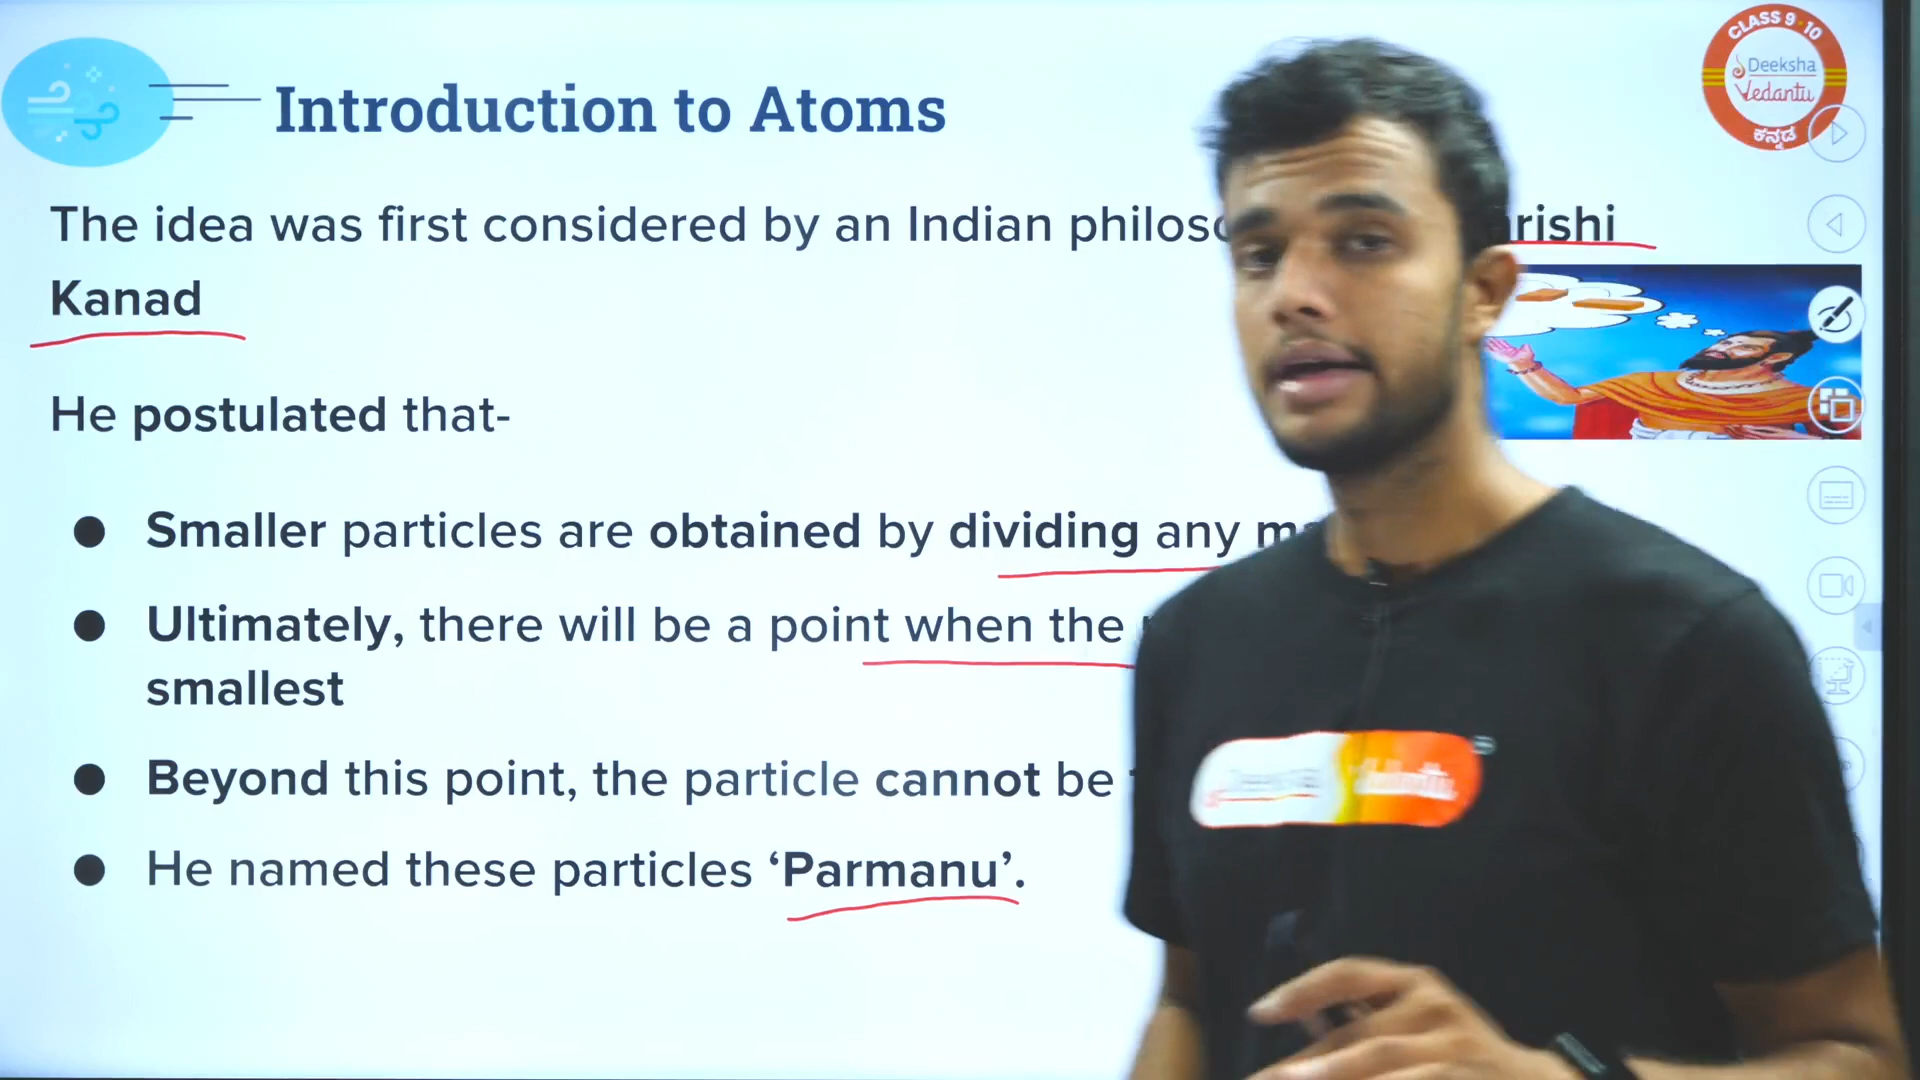 CLASS 9-10
Deeksha
Vedantu
ಕನ್ನಡ
Introduction to Atoms
The idea was first considered by an Indian
Kanad
He postulated that-
● Smaller particles are obtained by dividing any
● Ultimately, there will be a point when the
smallest
● Beyond this point, the particle cannot be
● He named these particles ‘Parmanu’.